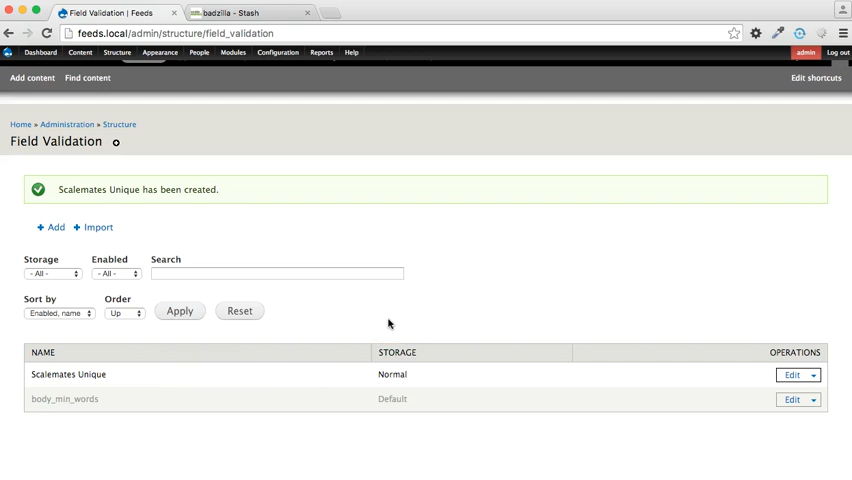 Field Validation | Feeds
badzilla - Stash
feeds.local/admin/structure/field_validation
Dashboard Content Structure Appearance People Modules Configuration Reports Help admin Log out
Add content Find content Edit shortcuts
Home » Administration » Structure
Field Validation
Scalemates Unique has been created.
+ Add + Import
Storage Enabled Search
- All - - All -
Sort by Order
Enabled, name Up Apply Reset
NAME STORAGE OPERATIONS
Scalemates Unique Normal Edit
body_min_words Default Edit